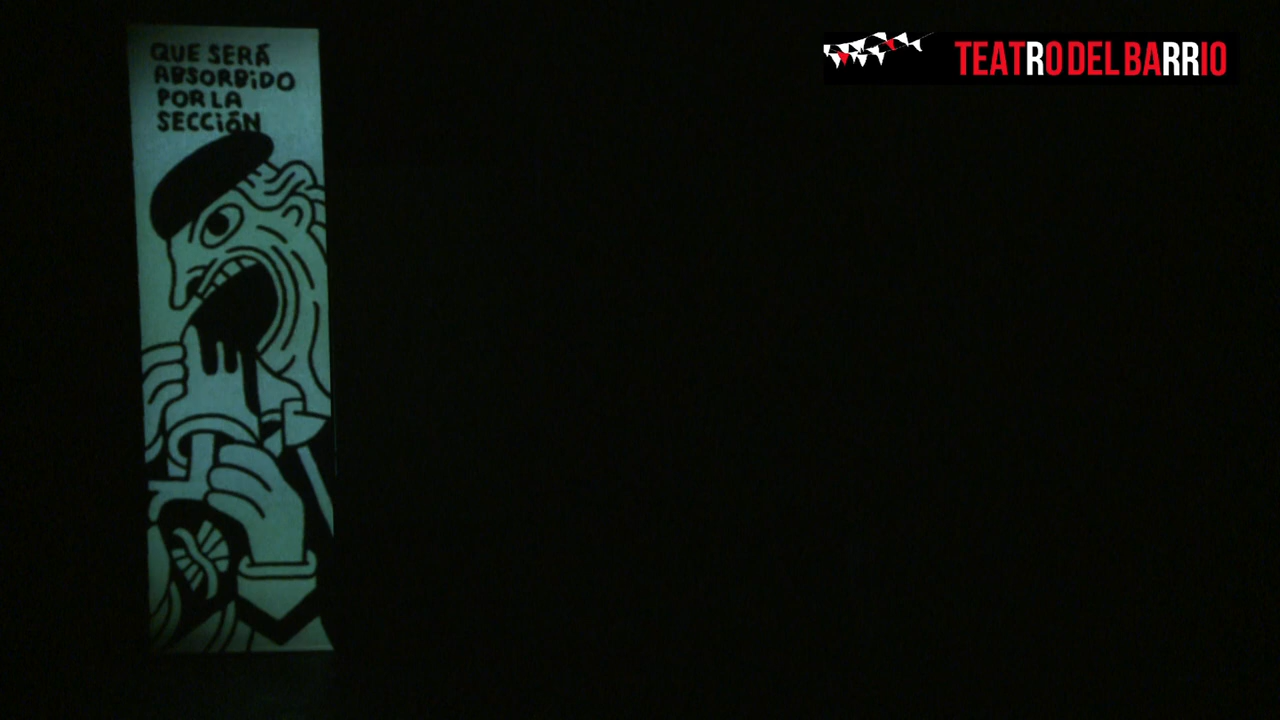 QUE SERÁ
ABSORBiDO
POR LA
SECCiÓN
TEATRO DEL BARRIO